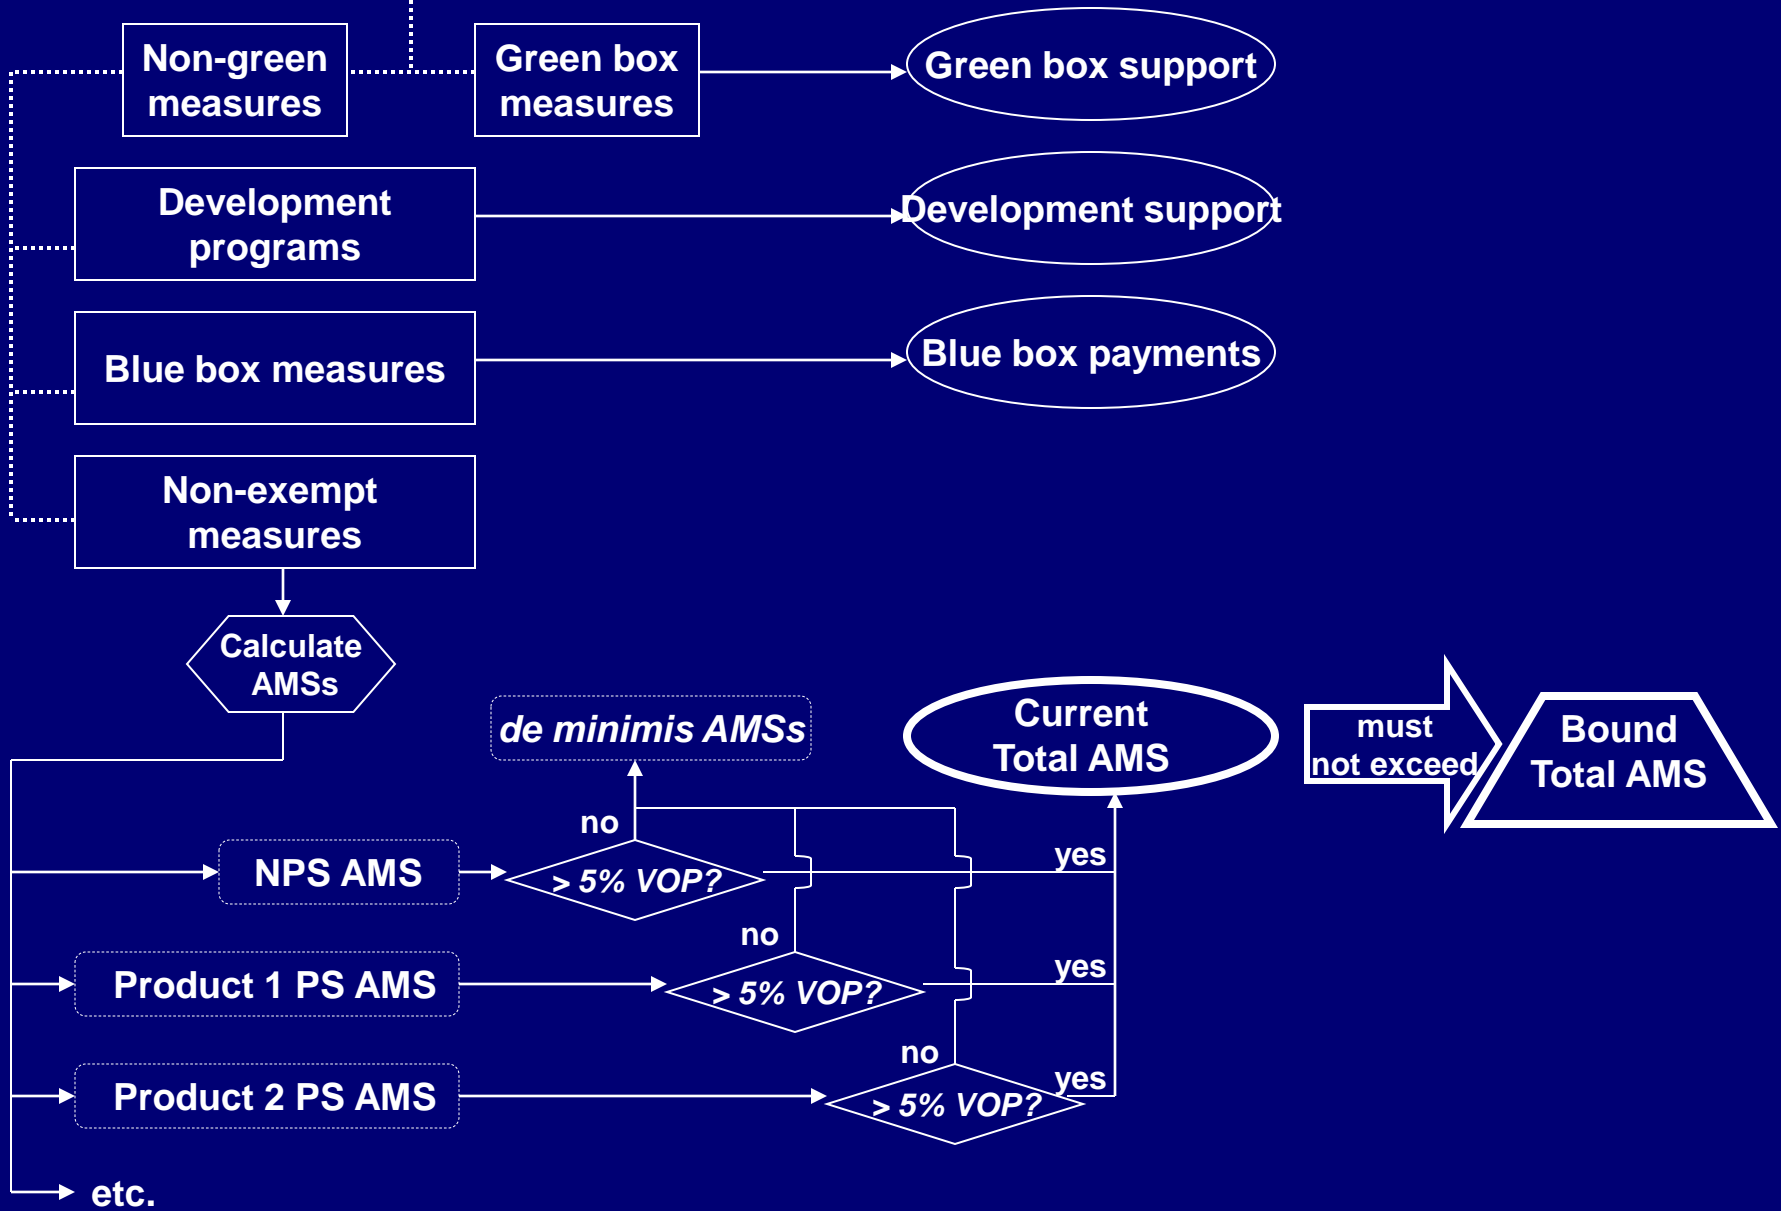 Non-green
measures
Green box
measures
Green box support
Development
programs
Development support
Blue box measures
Blue box payments
Non-exempt
measures
Calculate
AMSs
de minimis AMSs
Current
Total AMS
must
not exceed
Bound
Total AMS
no
yes
NPS AMS
> 5% VOP?
no
yes
Product 1 PS AMS
> 5% VOP?
no
yes
Product 2 PS AMS
> 5% VOP?
etc.